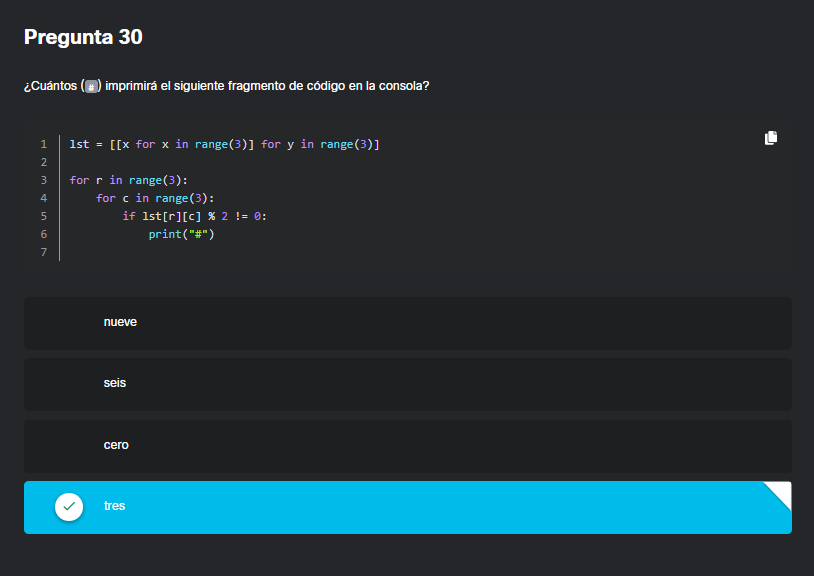 Pregunta 30
¿Cuántos (#) imprimirá el siguiente fragmento de código en la consola?
1 lst = [[x for x in range(3)] for y in range(3)]
2
3 for r in range(3):
4     for c in range(3):
5         if lst[r][c] % 2 != 0:
6             print("#")
7
nueve
seis
cero
tres